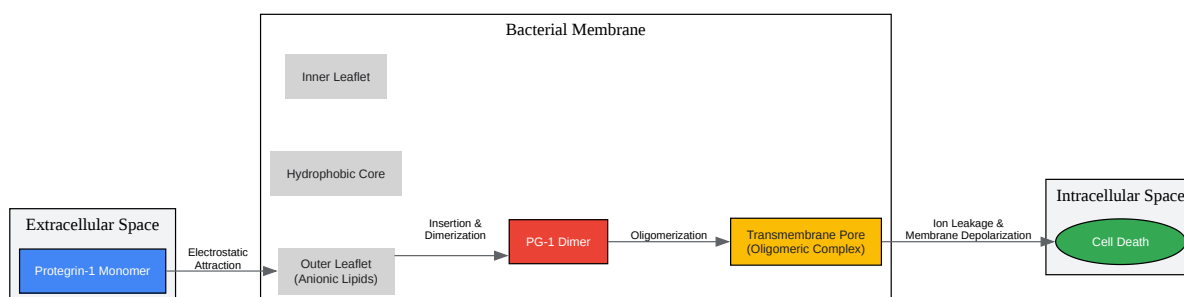 Bacterial Membrane
Inner Leaflet
Hydrophobic Core
Extracellular Space
Protegrin-1 Monomer
Electrostatic
Attraction
Outer Leaflet
(Anionic Lipids)
Insertion &
Dimerization
PG-1 Dimer
Oligomerization
Transmembrane Pore
(Oligomeric Complex)
Ion Leakage &
Membrane Depolarization
Intracellular Space
Cell Death